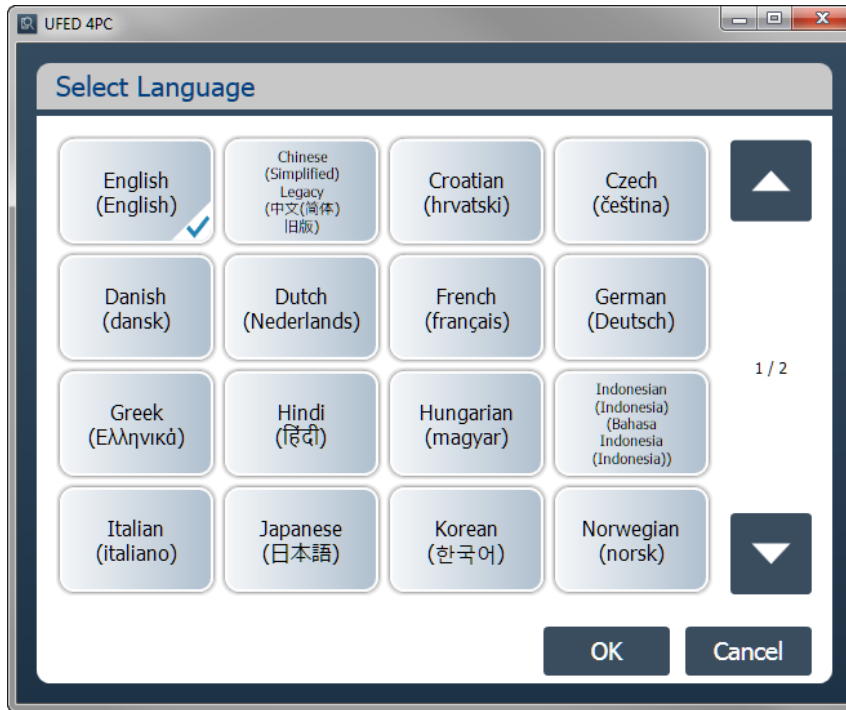 UFED 4PC
Select Language
English
(English)
Chinese
(Simplified)
Legacy
(中文(简体)
旧版)
Croatian
(hrvatski)
Czech
(čeština)
Danish
(dansk)
Dutch
(Nederlands)
French
(français)
German
(Deutsch)
1 / 2
Greek
(Ελληνικά)
Hindi
(हिंदी)
Hungarian
(magyar)
Indonesian
(Indonesia)
(Bahasa
Indonesia
(Indonesia))
Italian
(italiano)
Japanese
(日本語)
Korean
(한국어)
Norwegian
(norsk)
OK
Cancel